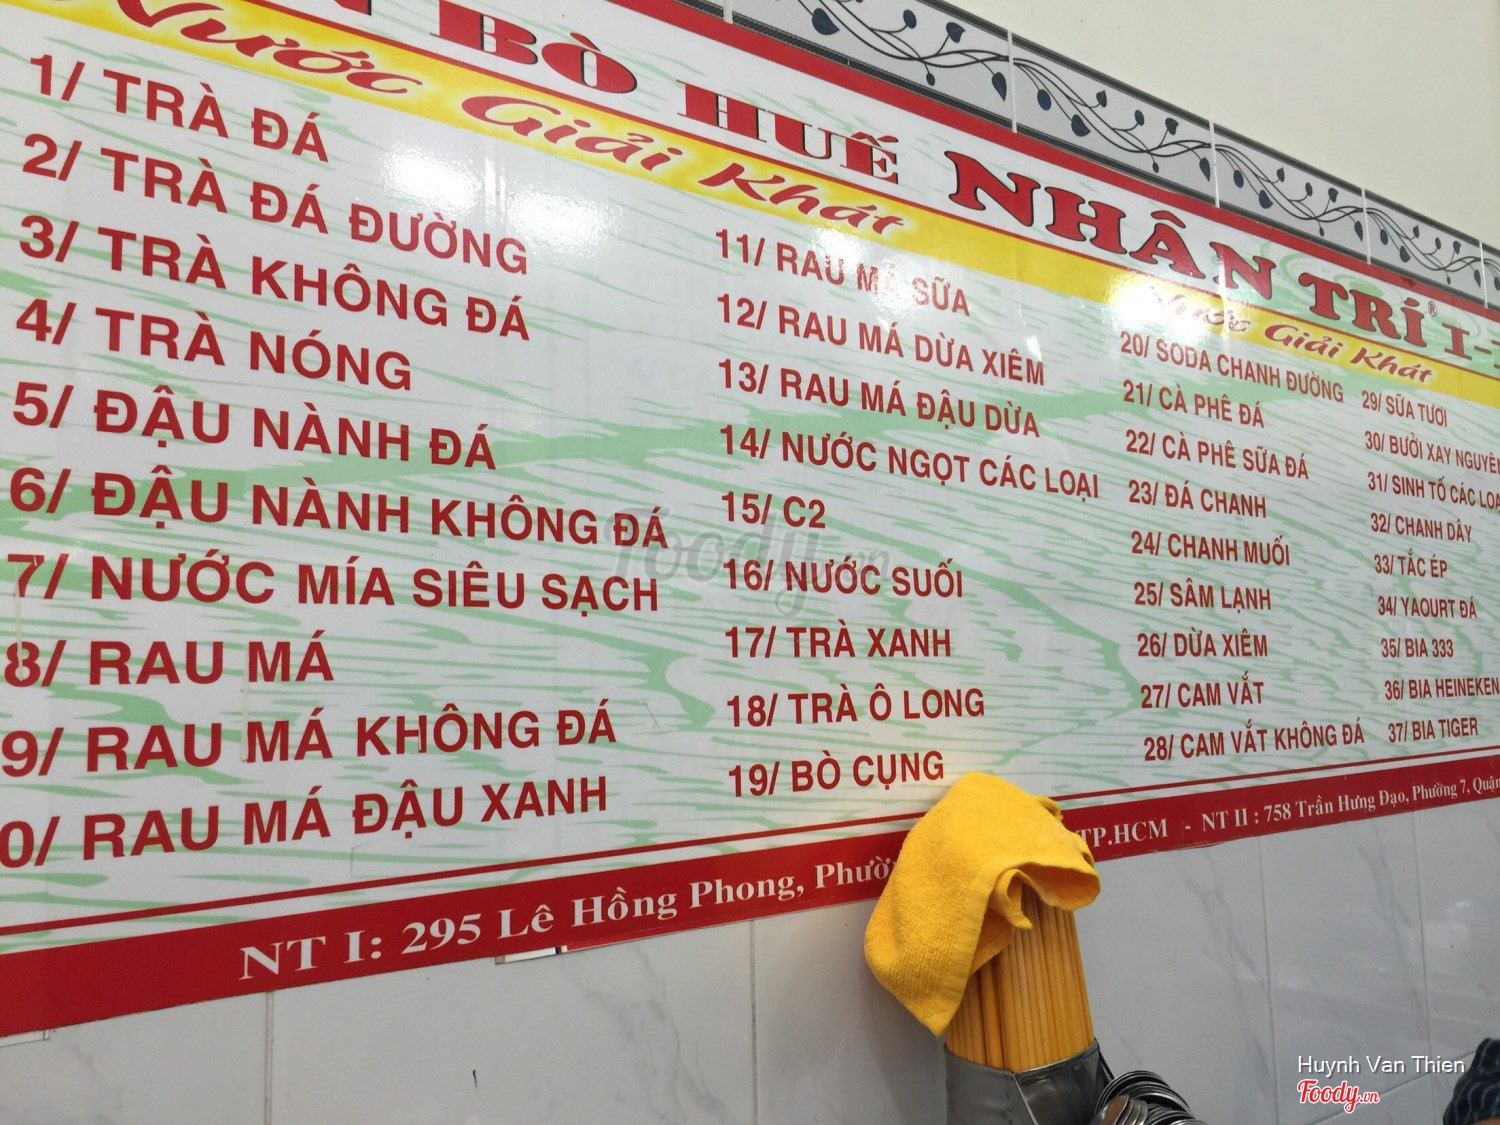 BÒ HUẾ NHÂN TRÍ® I-
Nước Giải Khát
1/ TRÀ ĐÁ
2/ TRÀ ĐÁ ĐƯỜNG
3/ TRÀ KHÔNG ĐÁ
4/ TRÀ NÓNG
5/ ĐẬU NÀNH ĐÁ
6/ ĐẬU NÀNH KHÔNG ĐÁ
7/ NƯỚC MÍA SIÊU SẠCH
8/ RAU MÁ
9/ RAU MÁ KHÔNG ĐÁ
0/ RAU MÁ ĐẬU XANH
11/ RAU MÁ SỮA
12/ RAU MÁ DỪA XIÊM
13/ RAU MÁ ĐẬU DỪA
14/ NƯỚC NGỌT CÁC LOẠI
15/ C2
16/ NƯỚC SUỐI
17/ TRÀ XANH
18/ TRÀ Ô LONG
19/ BÒ CỤNG
Nước Giải Khát
20/ SODA CHANH ĐƯỜNG
21/ CÀ PHÊ ĐÁ
22/ CÀ PHÊ SỮA ĐÁ
23/ ĐÁ CHANH
24/ CHANH MUỐI
25/ SÂM LẠNH
26/ DỪA XIÊM
27/ CAM VẮT
28/ CAM VẮT KHÔNG ĐÁ
29/ SỮA TƯƠI
30/ BƯỞI XAY NGUYÊN
31/ SINH TỐ CÁC LOẠ
32/ CHANH DÂY
33/ TẮC ÉP
34/ YAOURT ĐÁ
35/ BIA 333
36/ BIA HEINEKEN
37/ BIA TIGER
NT I: 295 Lê Hồng Phong, Phườ TP.HCM - NT II : 758 Trần Hưng Đạo, Phường 7, Quận
Foody.vn
Huynh Van Thien
Foody.vn